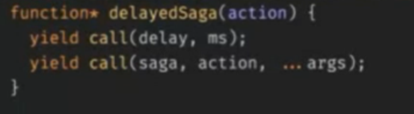 function* delayedSaga(action) {
  yield call(delay, ms);
  yield call(saga, action, ...args);
}